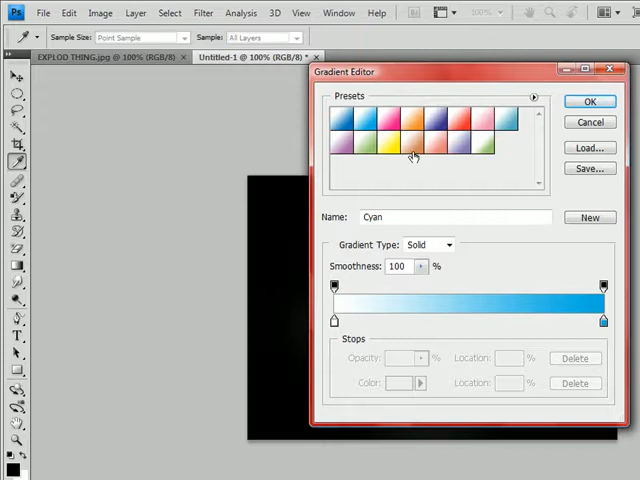 Ps File Edit Image Layer Select Filter Analysis 3D View Window Help 100%
Sample Size: Point Sample Sample: All Layers
EXPLOD THING.jpg @ 100% (RGB/8) × Untitled-1 @ 100% (RGB/8) * ×
Gradient Editor
Presets
OK
Cancel
Load...
Save...
Name: Cyan New
Gradient Type: Solid
Smoothness: 100 %
Stops
Opacity: % Location: % Delete
Color: Location: % Delete
T